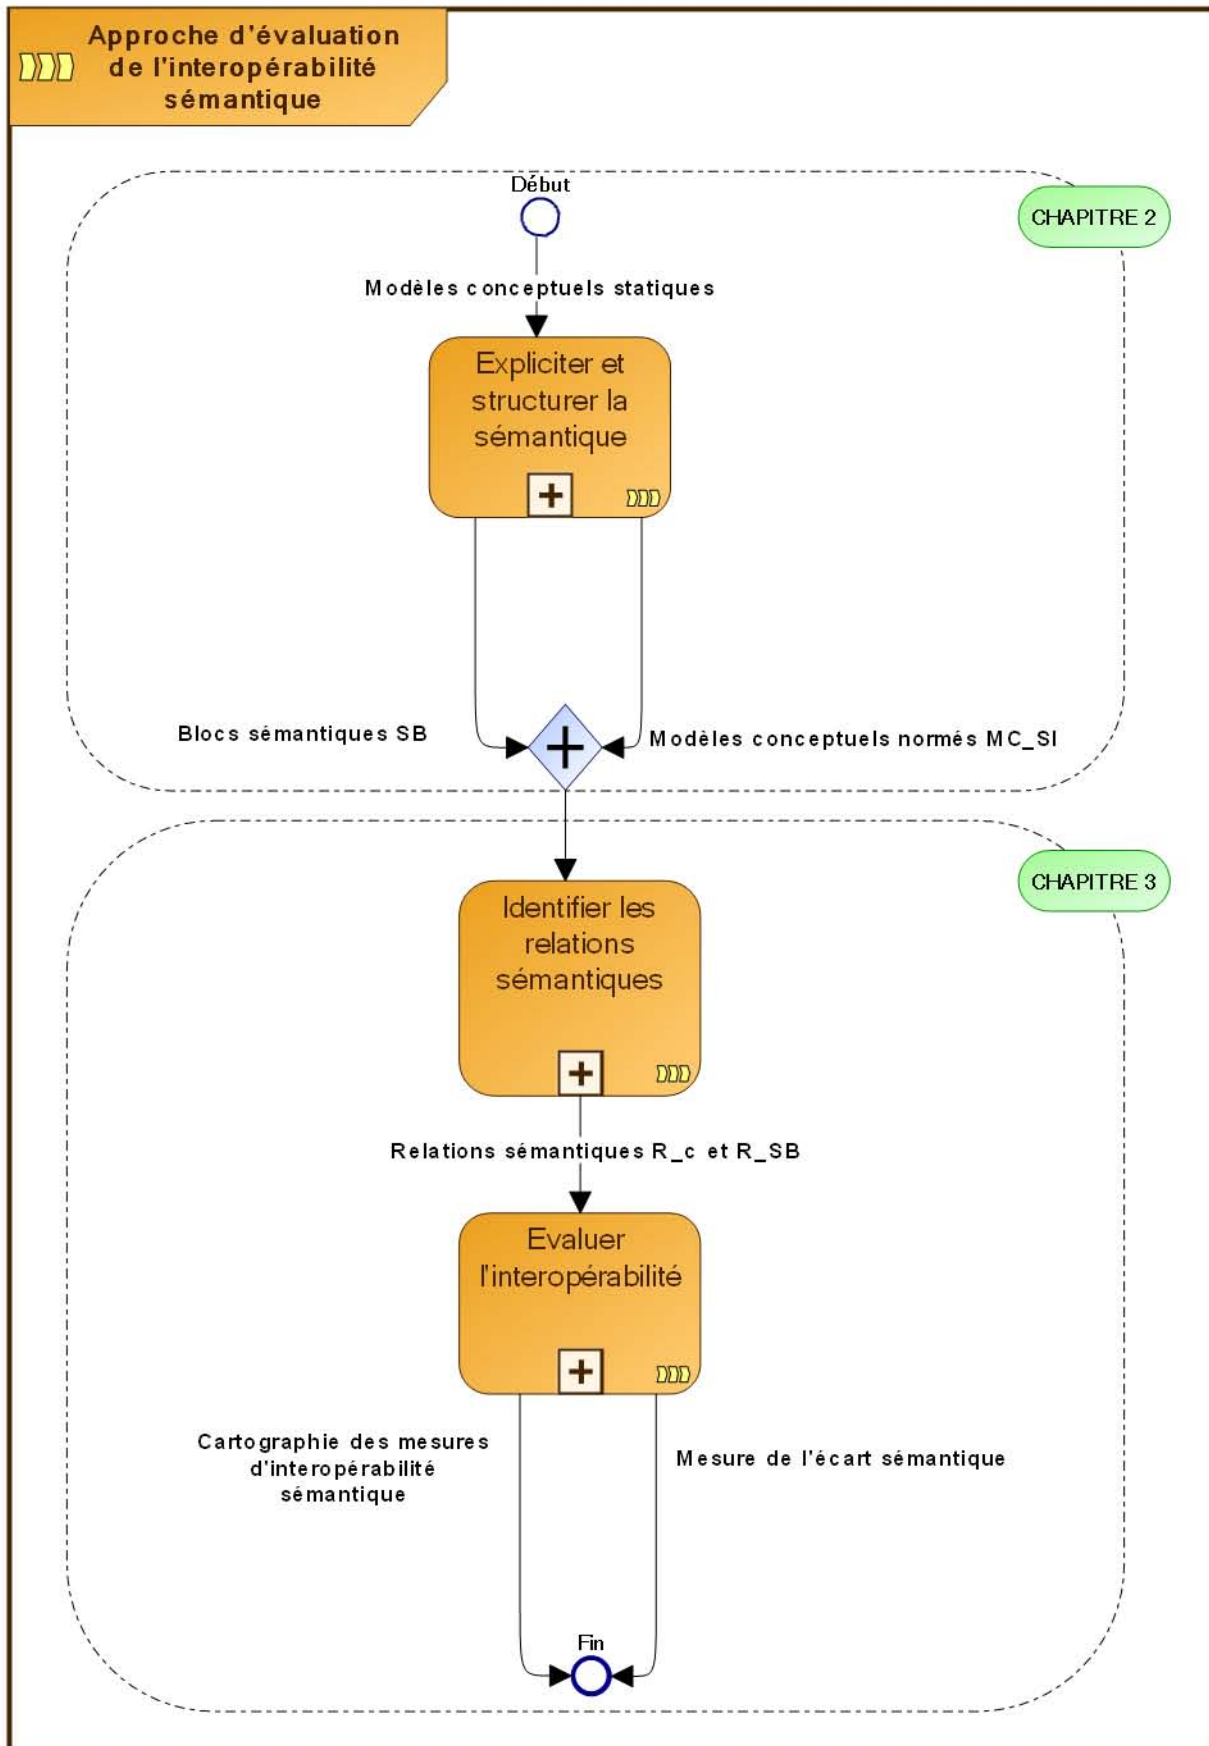 Approche d'évaluation
de l'interopérabilité
sémantique
Début
CHAPITRE 2
Modèles conceptuels statiques
Expliciter et
structurer la
sémantique
Blocs sémantiques SB
Modèles conceptuels normés MC_SI
CHAPITRE 3
Identifier les
relations
sémantiques
Relations sémantiques R_c et R_SB
Evaluer
l'interopérabilité
Cartographie des mesures
d'interopérabilité
sémantique
Mesure de l'écart sémantique
Fin